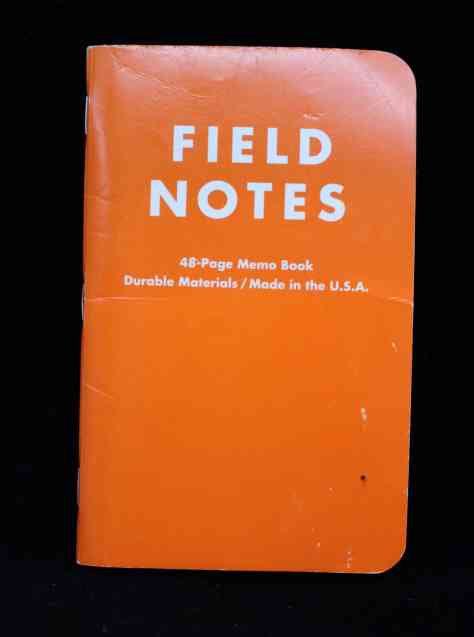 FIELD
NOTES
48-Page Memo Book
Durable Materials / Made in the U.S.A.